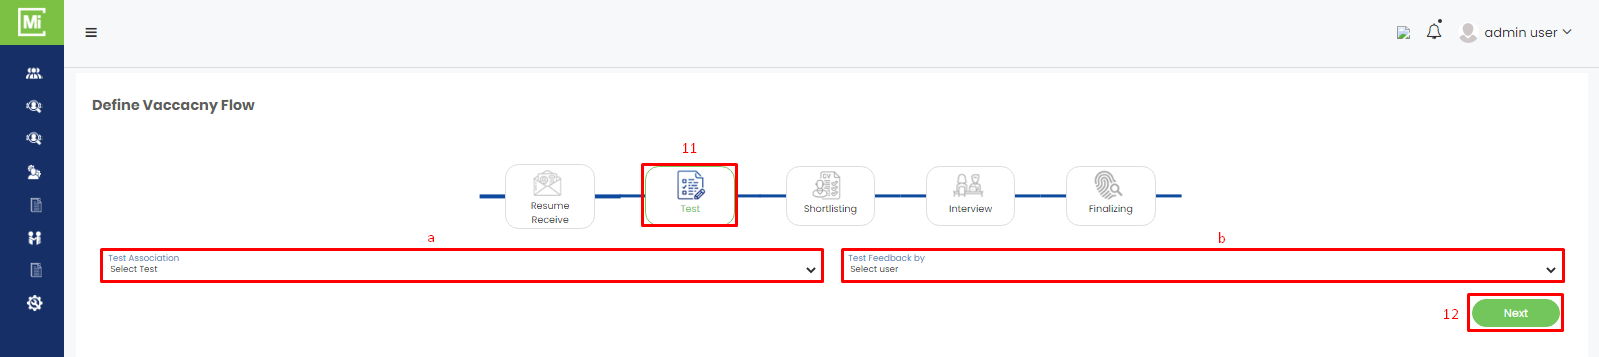 Mi
admin user
Define Vaccacny Flow
11
Resume
Receive
Test
Shortlisting
Interview
Finalizing
a
b
Test Association
Select Test
Test Feedback by
Select user
12
Next